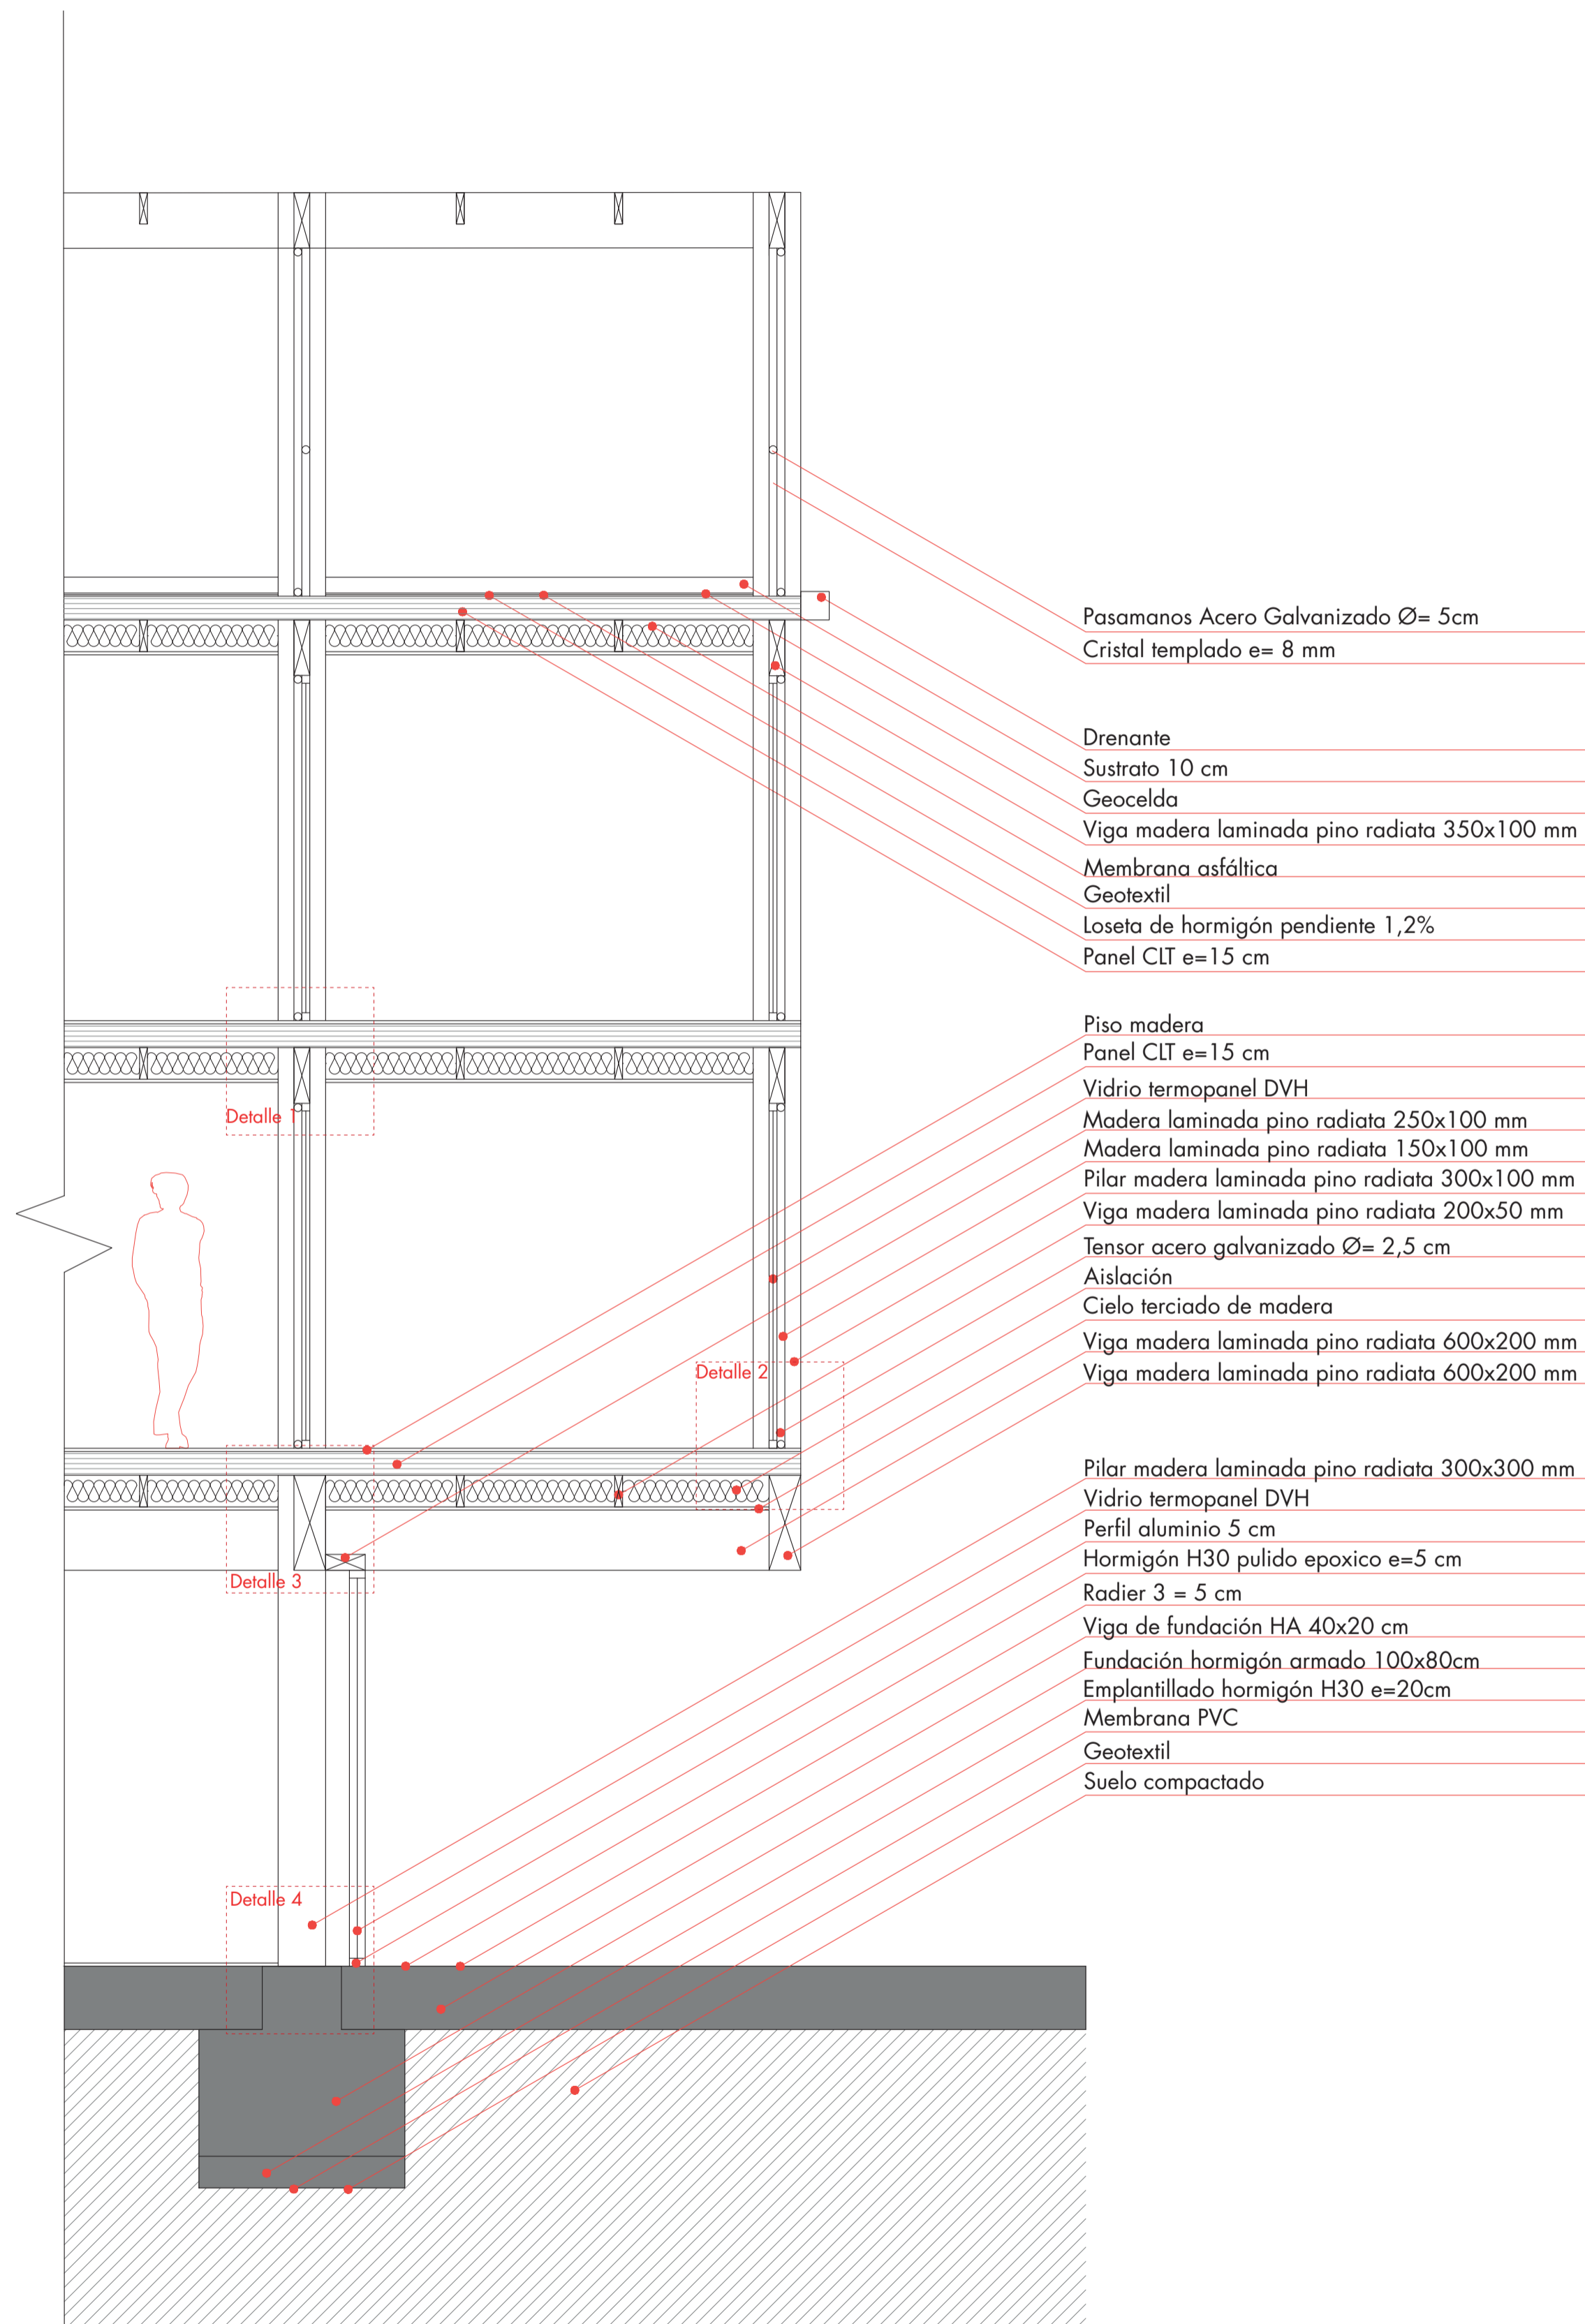 Pasamanos Acero Galvanizado Ø= 5cm
Cristal templado e= 8 mm
Drenante
Sustrato 10 cm
Geocelda
Viga madera laminada pino radiata 350x100 mm
Membrana asfáltica
Geotextil
Loseta de hormigón pendiente 1,2%
Panel CLT e=15 cm
Piso madera
Panel CLT e=15 cm
Vidrio termopanel DVH
Madera laminada pino radiata 250x100 mm
Madera laminada pino radiata 150x100 mm
Pilar madera laminada pino radiata 300x100 mm
Viga madera laminada pino radiata 200x50 mm
Tensor acero galvanizado Ø= 2,5 cm
Aislación
Cielo terciado de madera
Viga madera laminada pino radiata 600x200 mm
Viga madera laminada pino radiata 600x200 mm
Pilar madera laminada pino radiata 300x300 mm
Vidrio termopanel DVH
Perfil aluminio 5 cm
Hormigón H30 pulido epoxico e=5 cm
Radier 3 = 5 cm
Viga de fundación HA 40x20 cm
Fundación hormigón armado 100x80cm
Emplantillado hormigón H30 e=20cm
Membrana PVC
Geotextil
Suelo compactado
Detalle 1
Detalle 2
Detalle 3
Detalle 4